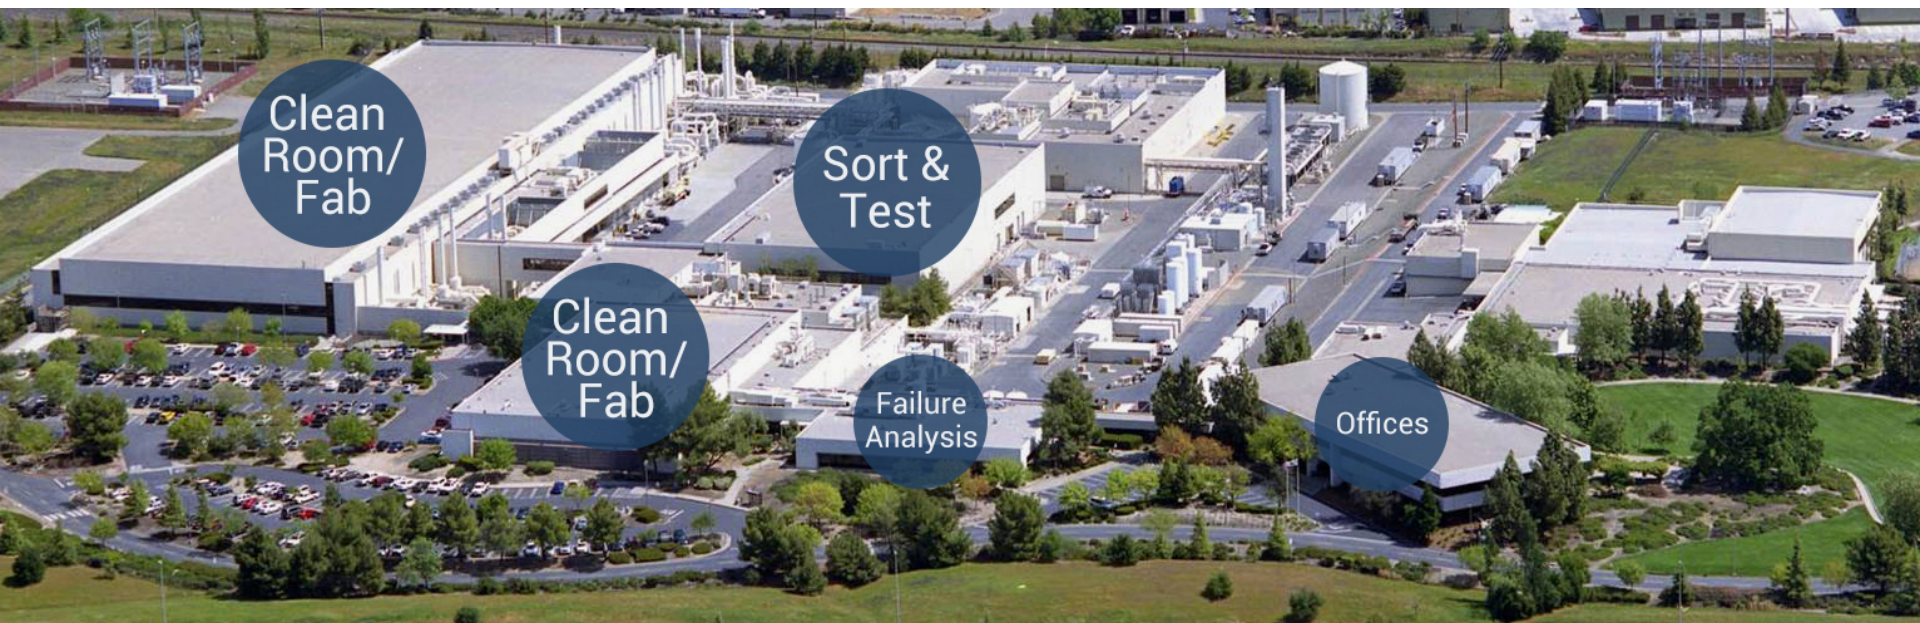 Clean
Room/
Fab
Sort &
Test
Clean
Room/
Fab
Failure
Analysis
Offices